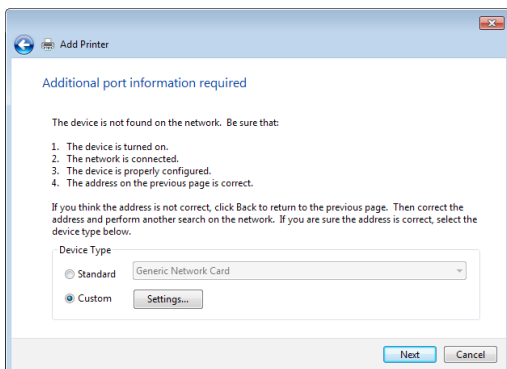 Add Printer
Additional port information required
The device is not found on the network. Be sure that:
1. The device is turned on.
2. The network is connected.
3. The device is properly configured.
4. The address on the previous page is correct.
If you think the address is not correct, click Back to return to the previous page. Then correct the
address and perform another search on the network. If you are sure the address is correct, select the
device type below.
Device Type
Standard Generic Network Card
Custom Settings...
Next Cancel